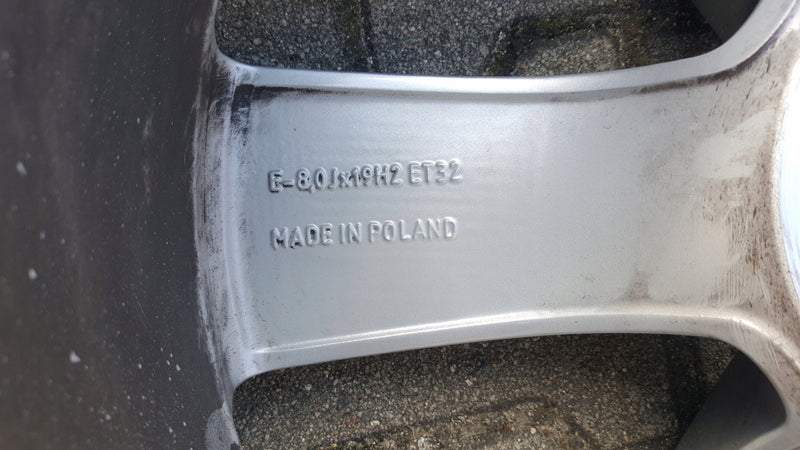 E-8,0Jx19H2 ET32
MADE IN POLAND